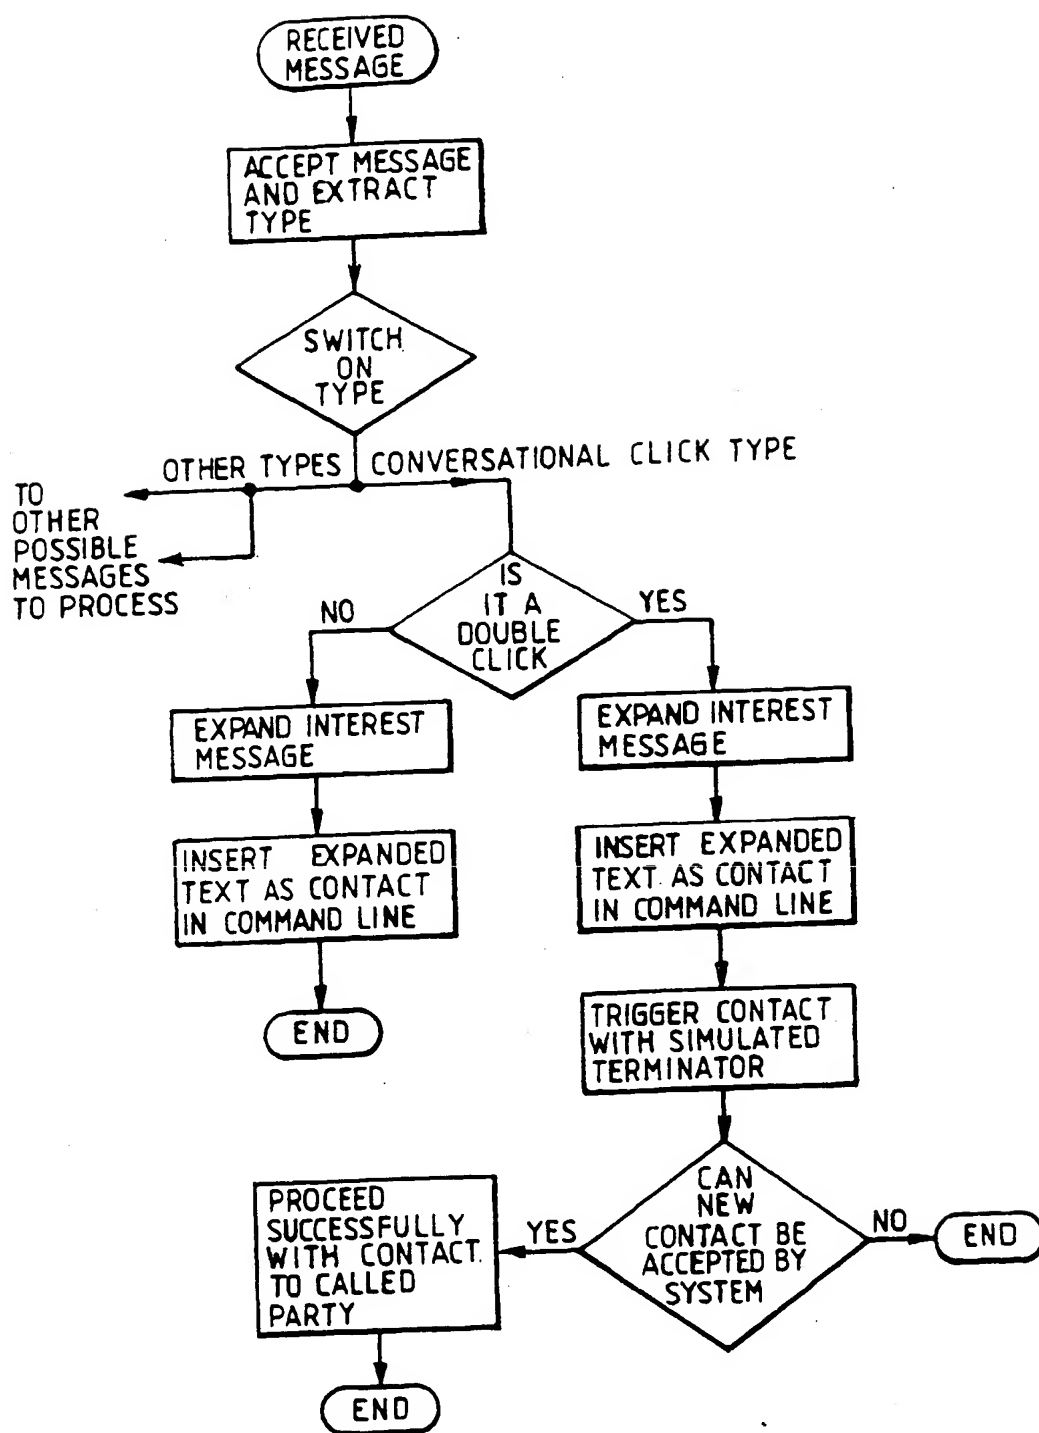 RECEIVED
MESSAGE
ACCEPT MESSAGE
AND EXTRACT
TYPE
SWITCH
ON
TYPE
OTHER TYPES
CONVERSATIONAL CLICK TYPE
TO
OTHER
POSSIBLE
MESSAGES
TO PROCESS
IS
IT A
DOUBLE
CLICK
NO
YES
EXPAND INTEREST
MESSAGE
INSERT EXPANDED
TEXT AS CONTACT
IN COMMAND LINE
END
EXPAND INTEREST
MESSAGE
INSERT EXPANDED
TEXT AS CONTACT
IN COMMAND LINE
TRIGGER CONTACT
WITH SIMULATED
TERMINATOR
CAN
NEW
CONTACT BE
ACCEPTED BY
SYSTEM
YES
NO
END
PROCEED
SUCCESSFULLY
WITH CONTACT
TO CALLED
PARTY
END